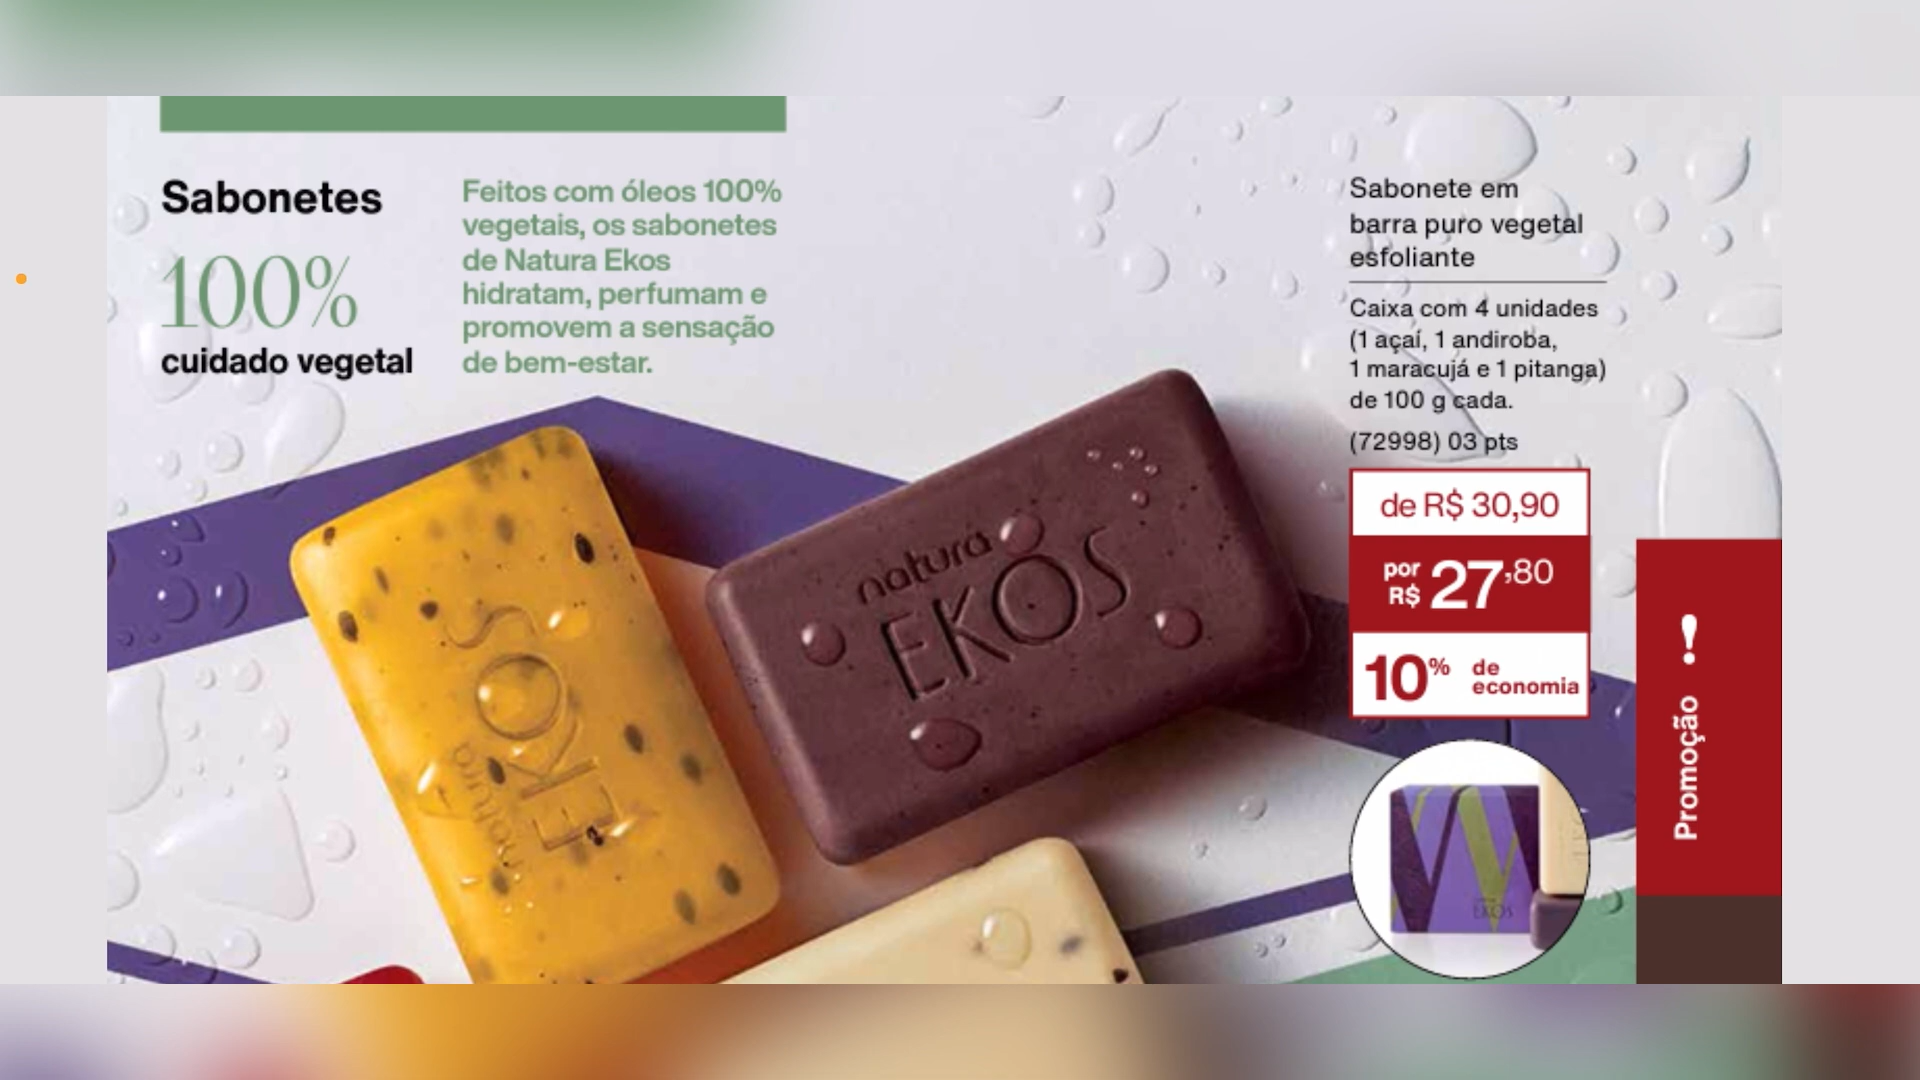 Sabonetes
100%
cuidado vegetal
Feitos com óleos 100%
vegetais, os sabonetes
de Natura Ekos
hidratam, perfumam e
promovem a sensação
de bem-estar.
Sabonete em
barra puro vegetal
esfoliante
Caixa com 4 unidades
(1 açaí, 1 andiroba,
1 maracujá e 1 pitanga)
de 100 g cada.
(72998) 03 pts
de R$ 30,90
por R$ 27,80
10% de economia
Promoção !
natura
EKOS
natura
EKOS
EKOS